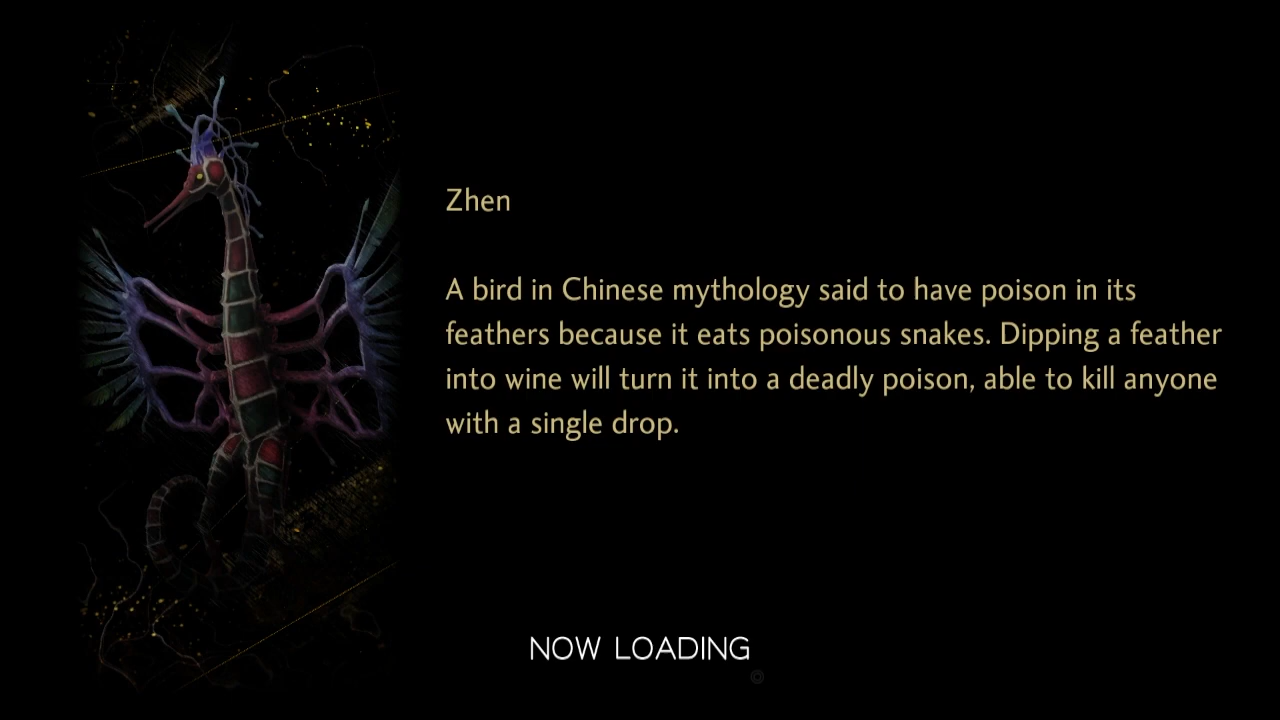 Zhen
A bird in Chinese mythology said to have poison in its
feathers because it eats poisonous snakes. Dipping a feather
into wine will turn it into a deadly poison, able to kill anyone
with a single drop.
NOW LOADING